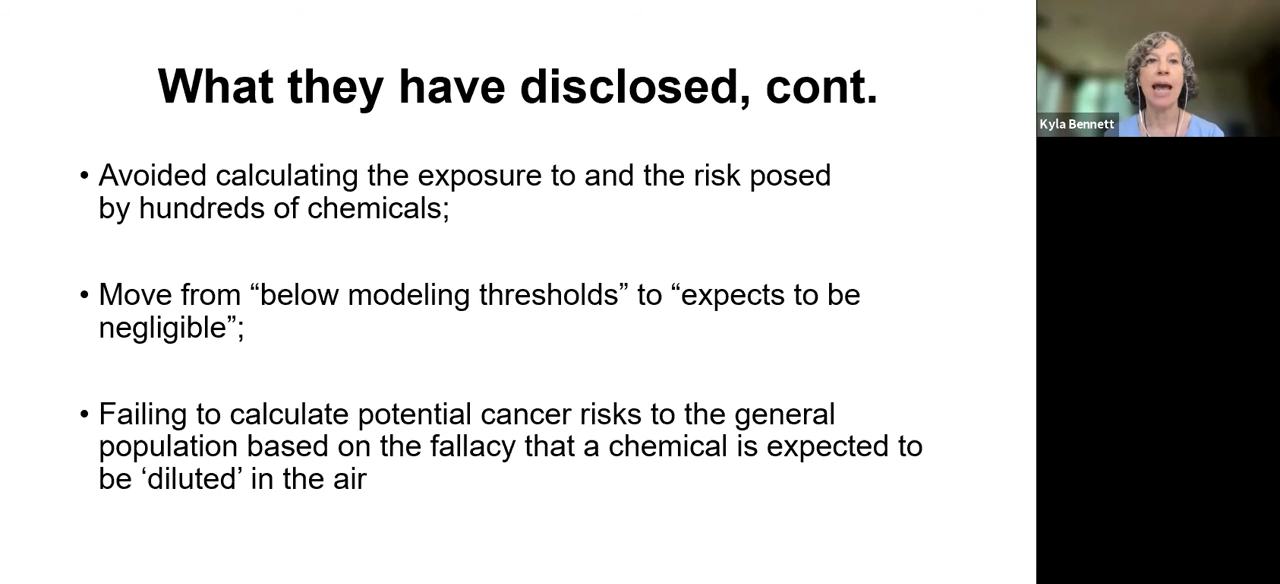 What they have disclosed, cont.
• Avoided calculating the exposure to and the risk posed
by hundreds of chemicals;
• Move from “below modeling thresholds” to “expects to be
negligible”;
• Failing to calculate potential cancer risks to the general
population based on the fallacy that a chemical is expected to
be ‘diluted’ in the air
Kyla Bennett